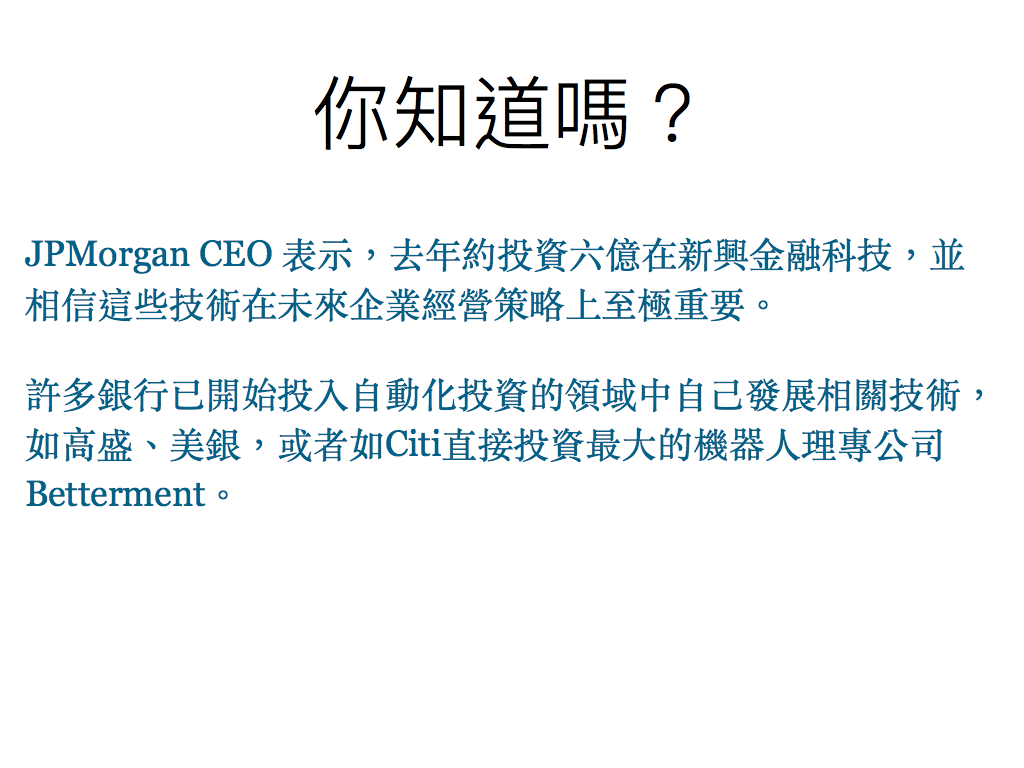 你知道嗎？
JPMorgan CEO 表示，去年約投資六億在新興金融科技，並
相信這些技術在未來企業經營策略上至極重要。
許多銀行已開始投入自動化投資的領域中自己發展相關技術，
如高盛、美銀，或者如Citi直接投資最大的機器人理專公司
Betterment。